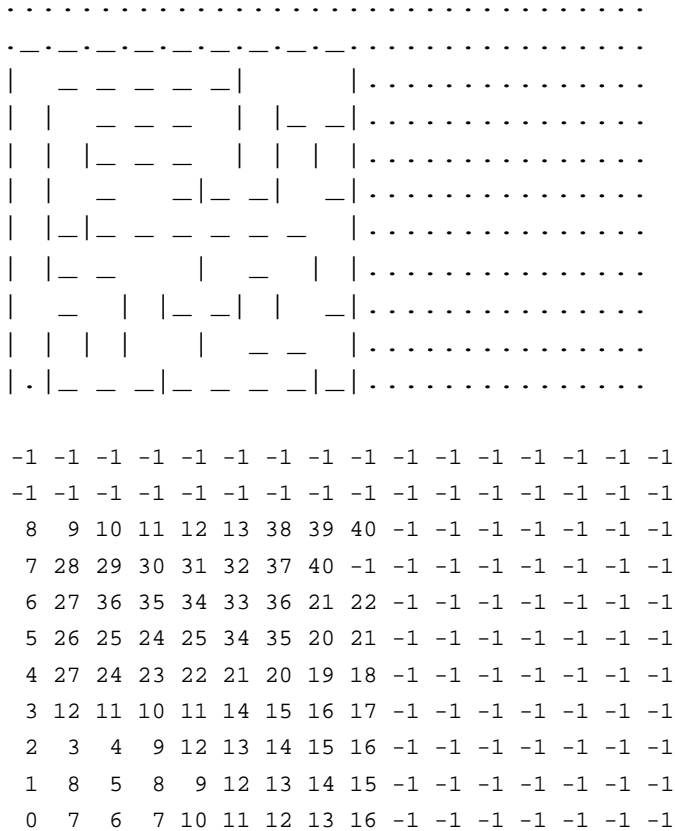 ..................................
._._._._._._._._._................
|  _ _ _ _ _|     |...............
| |  _ _ _  | |_ _|...............
| | |_ _ _  | | | |...............
| |  _   _|_ _|  _|...............
| |_|_ _ _ _ _ _  |...............
| |_ _    |  _  | |...............
|  _  | |_ _| |  _|...............
| | | |   |  _ _  |...............
|.|_ _ _|_ _ _ _|_|...............
-1 -1 -1 -1 -1 -1 -1 -1 -1 -1 -1 -1 -1 -1 -1 -1
-1 -1 -1 -1 -1 -1 -1 -1 -1 -1 -1 -1 -1 -1 -1 -1
8 9 10 11 12 13 38 39 40 -1 -1 -1 -1 -1 -1 -1
7 28 29 30 31 32 37 40 -1 -1 -1 -1 -1 -1 -1 -1
6 27 36 35 34 33 36 21 22 -1 -1 -1 -1 -1 -1 -1
5 26 25 24 25 34 35 20 21 -1 -1 -1 -1 -1 -1 -1
4 27 24 23 22 21 20 19 18 -1 -1 -1 -1 -1 -1 -1
3 12 11 10 11 14 15 16 17 -1 -1 -1 -1 -1 -1 -1
2 3 4 9 12 13 14 15 16 -1 -1 -1 -1 -1 -1 -1
1 8 5 8 9 12 13 14 15 -1 -1 -1 -1 -1 -1 -1
0 7 6 7 10 11 12 13 16 -1 -1 -1 -1 -1 -1 -1